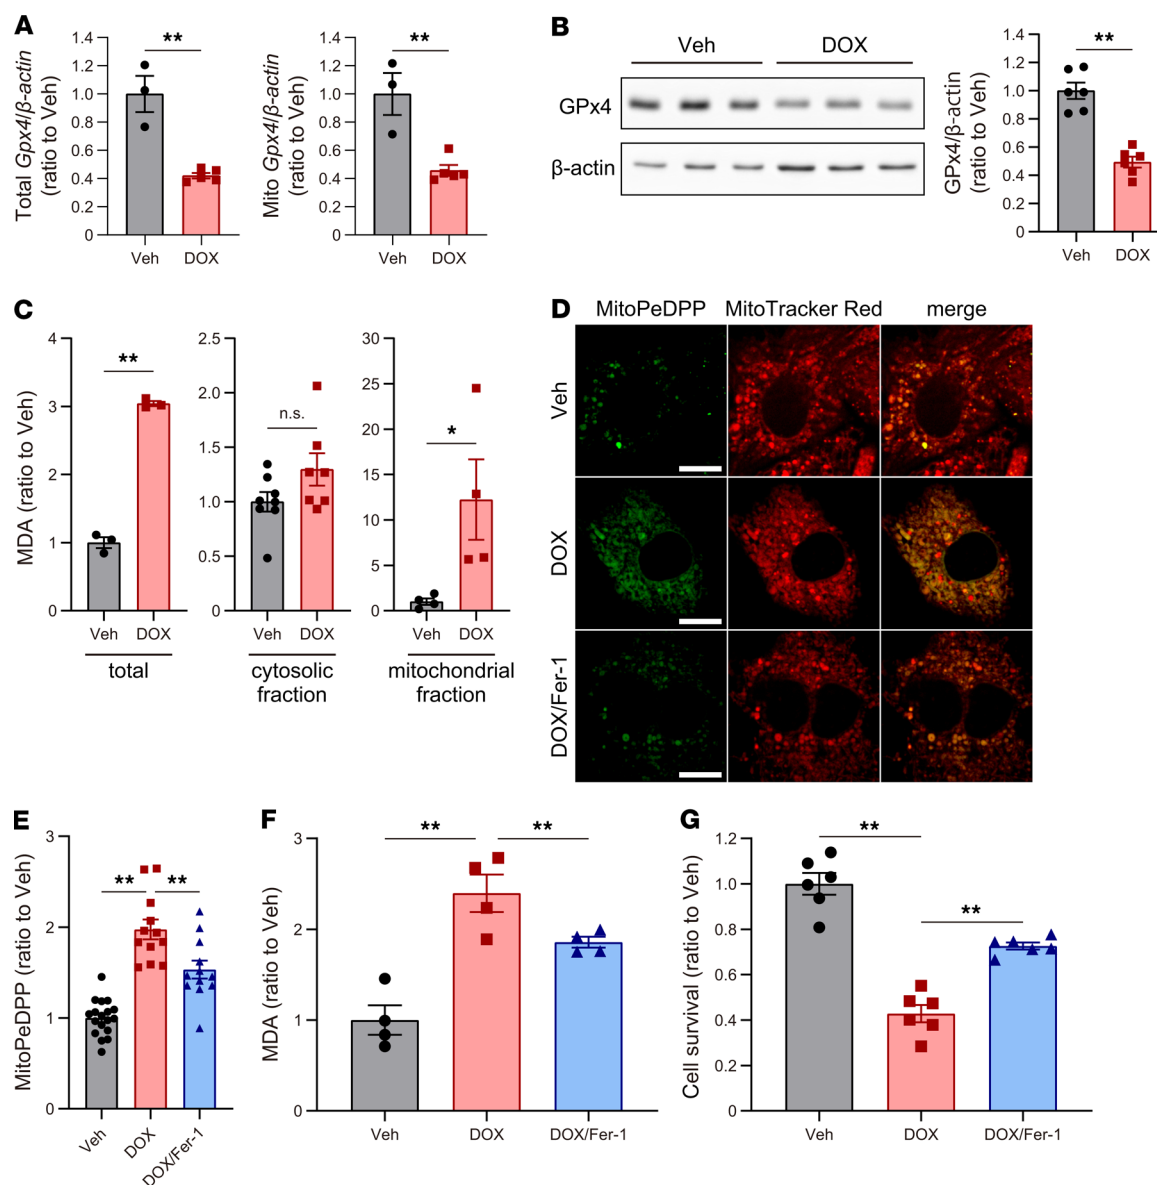 A
Total Gpx4/β-actin
(ratio to Veh)
1.4
1.2
1.0
0.8
0.6
0.4
0.2
0
**
Veh
DOX
Mito Gpx4/β-actin
(ratio to Veh)
1.4
1.2
1.0
0.8
0.6
0.4
0.2
0
**
Veh
DOX
B
Veh
DOX
GPx4
β-actin
GPx4/β-actin
(ratio to Veh)
1.4
1.2
1.0
0.8
0.6
0.4
0.2
0
**
Veh
DOX
C
MDA (ratio to Veh)
4
3
2
1
0
**
Veh
DOX
total
2.5
2.0
1.5
1.0
0.5
0
n.s.
Veh
DOX
cytosolic
fraction
30
25
20
15
10
5
0
*
Veh
DOX
mitochondrial
fraction
D
MitoPeDPP
MitoTracker Red
merge
Veh
DOX
DOX/Fer-1
E
MitoPeDPP (ratio to Veh)
3
2
1
0
**
**
Veh
DOX
DOX/Fer-1
F
MDA (ratio to Veh)
3
2
1
0
**
**
Veh
DOX
DOX/Fer-1
G
Cell survival (ratio to Veh)
1.2
1.0
0.8
0.6
0.4
0.2
0
**
**
Veh
DOX
DOX/Fer-1